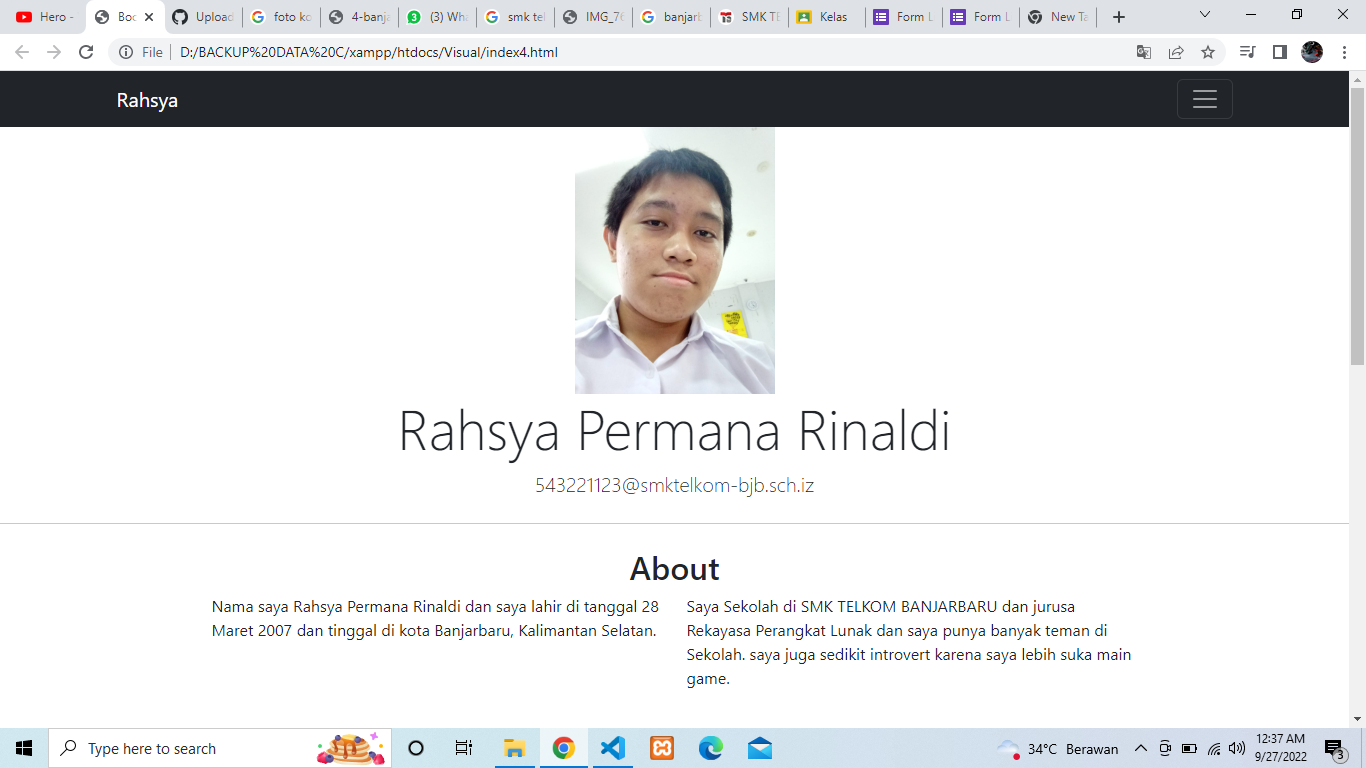 Hero -
Boo
Upload
foto ko
4-banja
(3) Wha
smk tel
IMG_76
banjarb
SMK TE
Kelas
Form L
Form L
New Ta
File
D:/BACKUP%20DATA%20C/xampp/htdocs/Visual/index4.html
Rahsya
Rahsya Permana Rinaldi
543221123@smktelkom-bjb.sch.iz
About
Nama saya Rahsya Permana Rinaldi dan saya lahir di tanggal 28
Maret 2007 dan tinggal di kota Banjarbaru, Kalimantan Selatan.
Saya Sekolah di SMK TELKOM BANJARBARU dan jurusa
Rekayasa Perangkat Lunak dan saya punya banyak teman di
Sekolah. saya juga sedikit introvert karena saya lebih suka main
game.
Type here to search
34°C Berawan
12:37 AM
9/27/2022
3